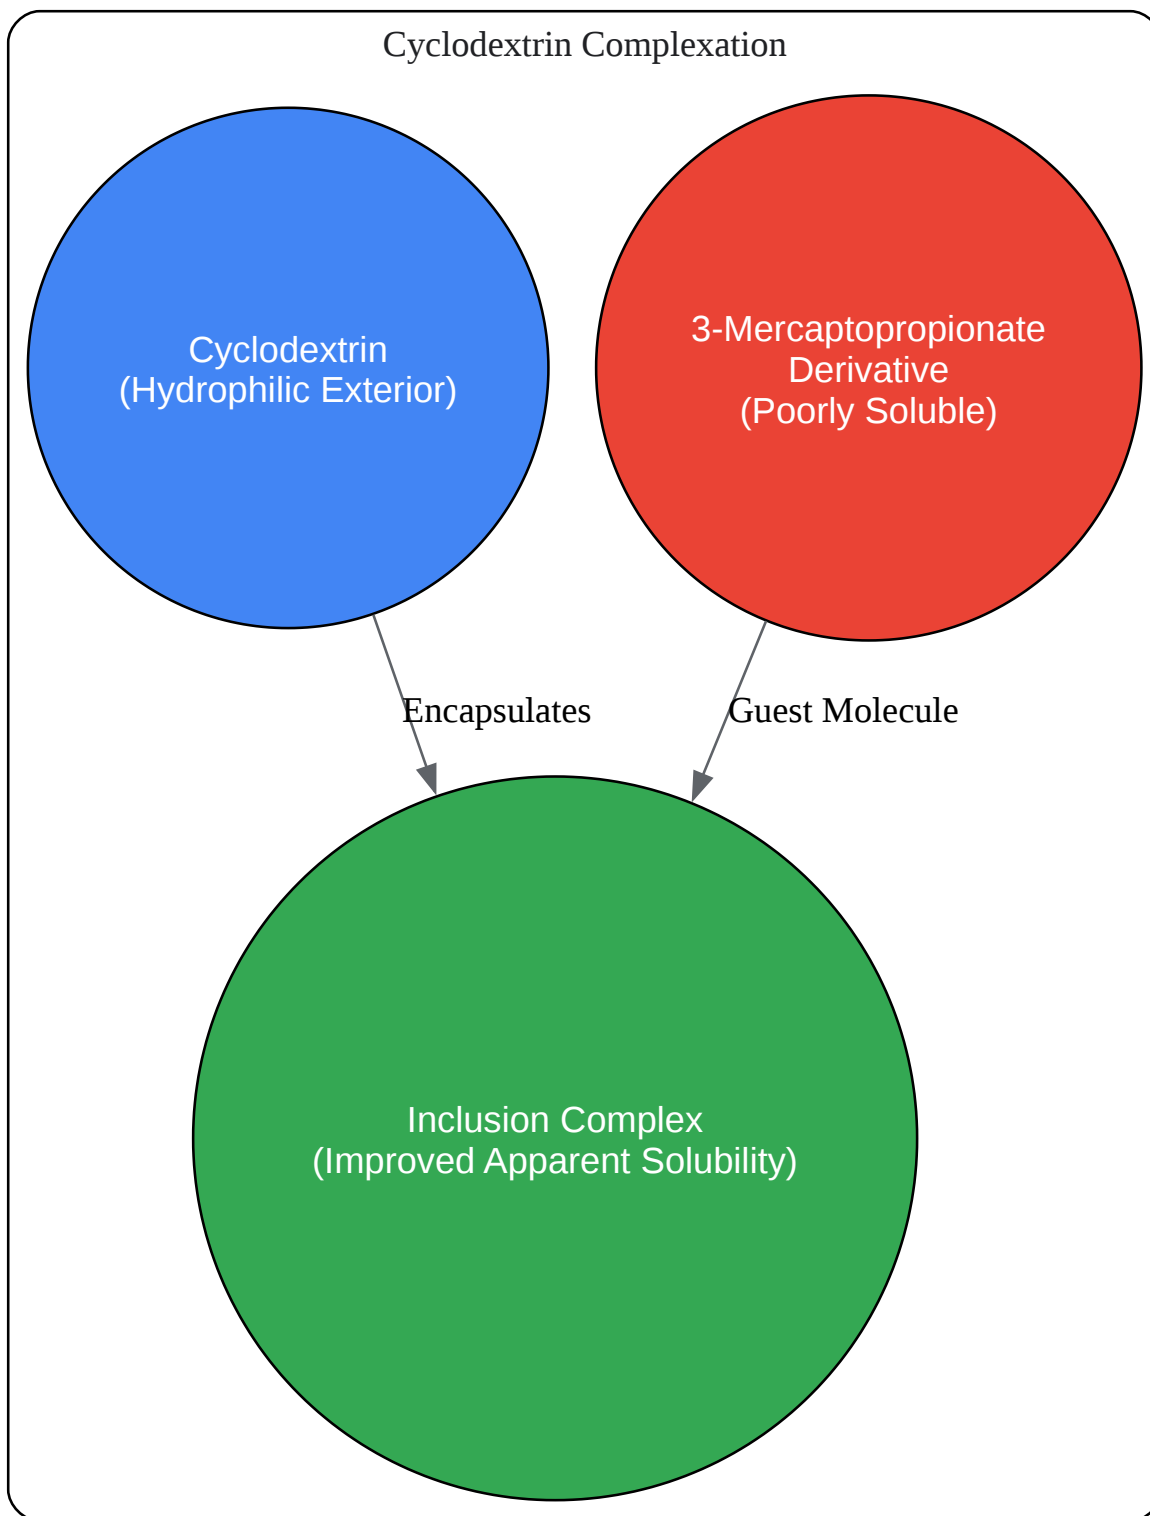 Cyclodextrin Complexation
Cyclodextrin
(Hydrophilic Exterior)
3-Mercaptopropionate
Derivative
(Poorly Soluble)
Encapsulates
Guest Molecule
Inclusion Complex
(Improved Apparent Solubility)